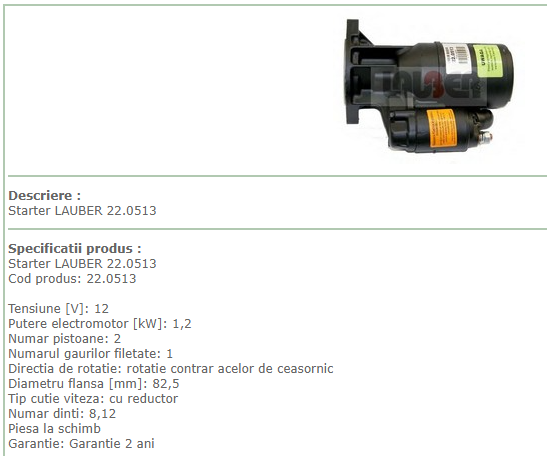 LAUBER
Descriere :
Starter LAUBER 22.0513
Specificatii produs :
Starter LAUBER 22.0513
Cod produs: 22.0513
Tensiune [V]: 12
Putere electromotor [kW]: 1,2
Numar pistoane: 2
Numarul gaurilor filetate: 1
Directia de rotatie: rotatie contrar acelor de ceasornic
Diametru flansa [mm]: 82,5
Tip cutie viteza: cu reductor
Numar dinti: 8,12
Piesa la schimb
Garantie: Garantie 2 ani